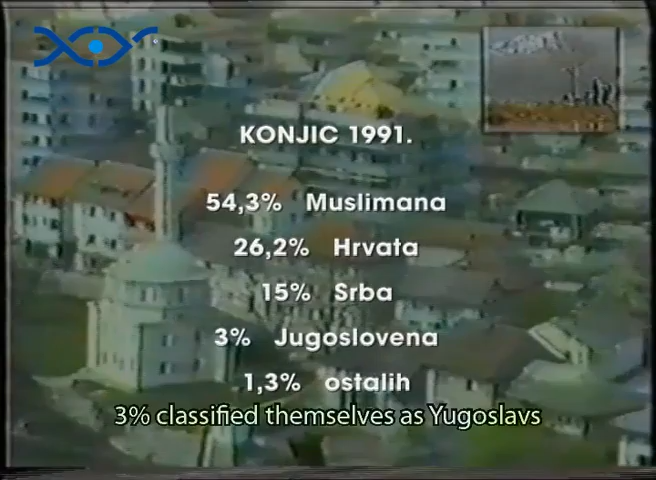 KONJIC 1991.
54,3% Muslimana
26,2% Hrvata
15% Srba
3% Jugoslovena
1,3% ostalih
3% classified themselves as Yugoslavs